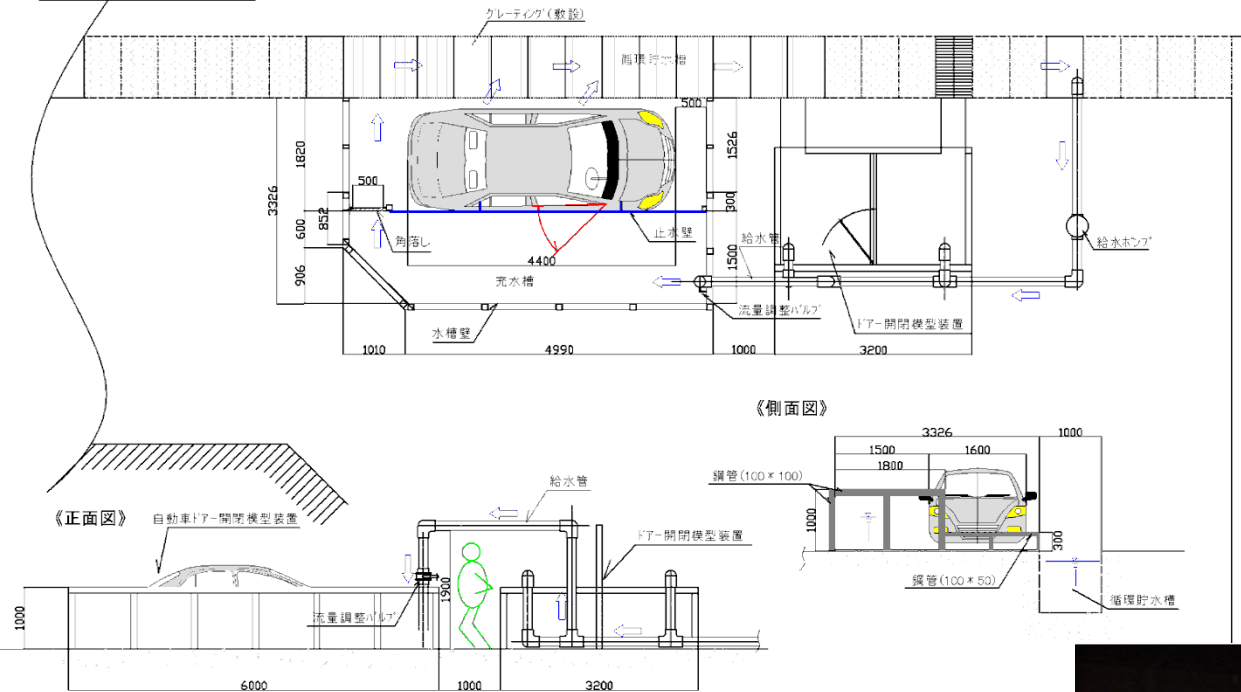 グレーティング(敷設)
循環貯水槽
500
1820
3326
500
852
600
906
角落し
4400
充水槽
水槽壁
止水壁
1526
300
1500
給水管
流量調整バルブ
ドアー開閉模型装置
給水ポンプ
1010
4990
1000
3200
《側面図》
3326
1000
1500
1600
1800
鋼管(100*100)
1000
300
鋼管(100*50)
循環貯水槽
《正面図》
自動車ドアー開閉模型装置
給水管
ドアー開閉模型装置
流量調整バルブ
1900
1000
6000
1000
3200